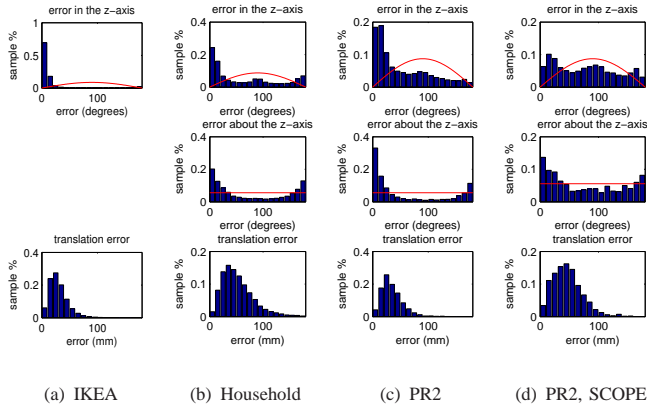 error in the z-axis
sample %
1
0.5
0
0 100
error (degrees)
translation error
sample %
0.4
0.2
0
0 100
error (mm)
(a) IKEA
error in the z-axis
sample %
0.4
0.2
0
0 100
error (degrees)
error about the z-axis
sample %
0.4
0.2
0
0 100
error (degrees)
translation error
sample %
0.2
0.1
0
0 100
error (mm)
(b) Household
error in the z-axis
sample %
0.2
0.1
0
0 100
error (degrees)
error about the z-axis
sample %
0.4
0.2
0
0 100
error (degrees)
translation error
sample %
0.4
0.2
0
0 100
error (mm)
(c) PR2
error in the z-axis
sample %
0.2
0.1
0
0 100
error (degrees)
error about the z-axis
sample %
0.2
0.1
0
0 100
error (degrees)
translation error
sample %
0.2
0.1
0
0 100
error (mm)
(d) PR2, SCOPE